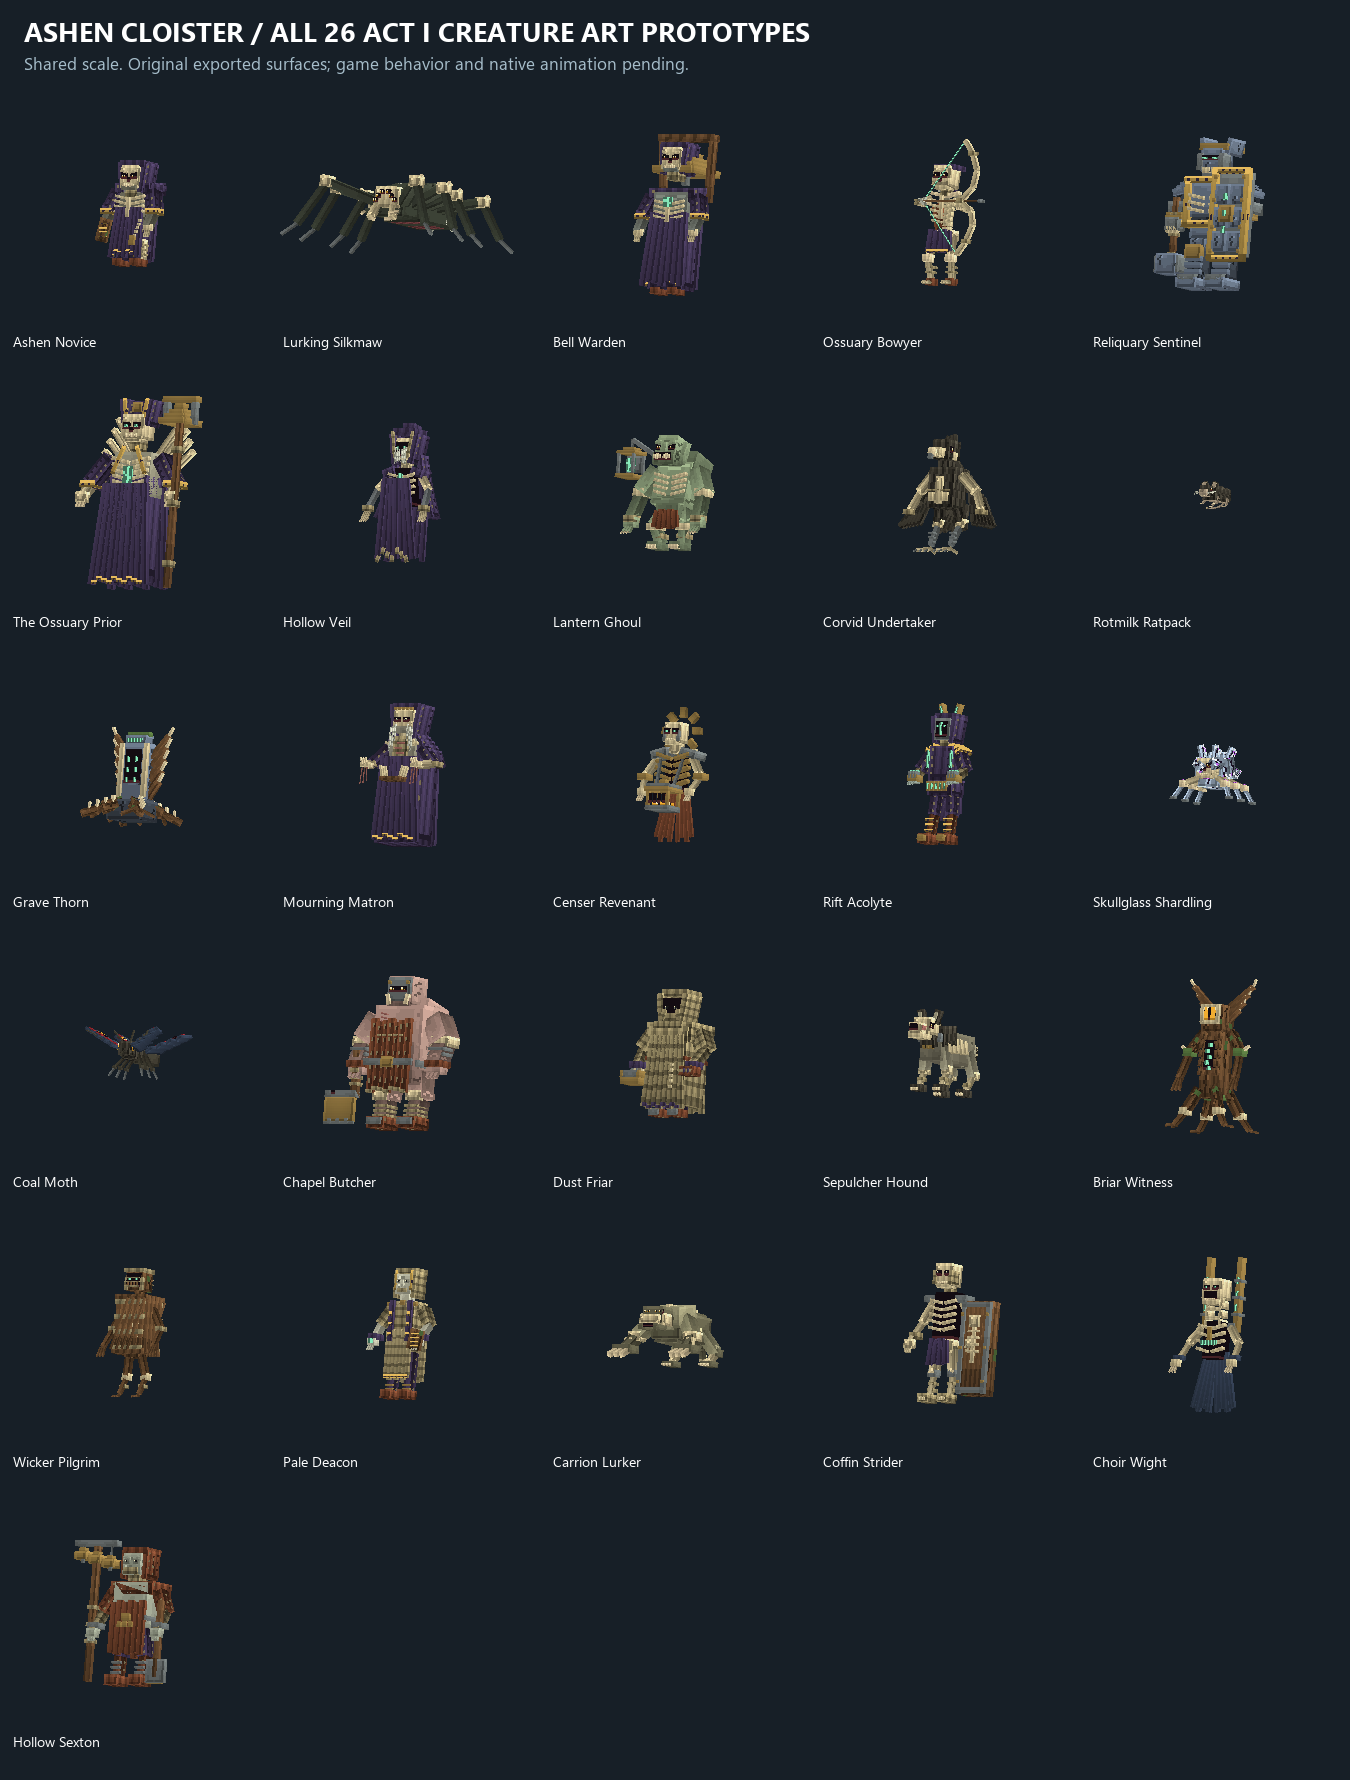 ASHEN CLOISTER / ALL 26 ACT I CREATURE ART PROTOTYPES
Shared scale. Original exported surfaces; game behavior and native animation pending.
Ashen Novice
Lurking Silkmaw
Bell Warden
Ossuary Bowyer
Reliquary Sentinel
The Ossuary Prior
Hollow Veil
Lantern Ghoul
Corvid Undertaker
Rotmilk Ratpack
Grave Thorn
Mourning Matron
Censer Revenant
Rift Acolyte
Skullglass Shardling
Coal Moth
Chapel Butcher
Dust Friar
Sepulcher Hound
Briar Witness
Wicker Pilgrim
Pale Deacon
Carrion Lurker
Coffin Strider
Choir Wight
Hollow Sexton